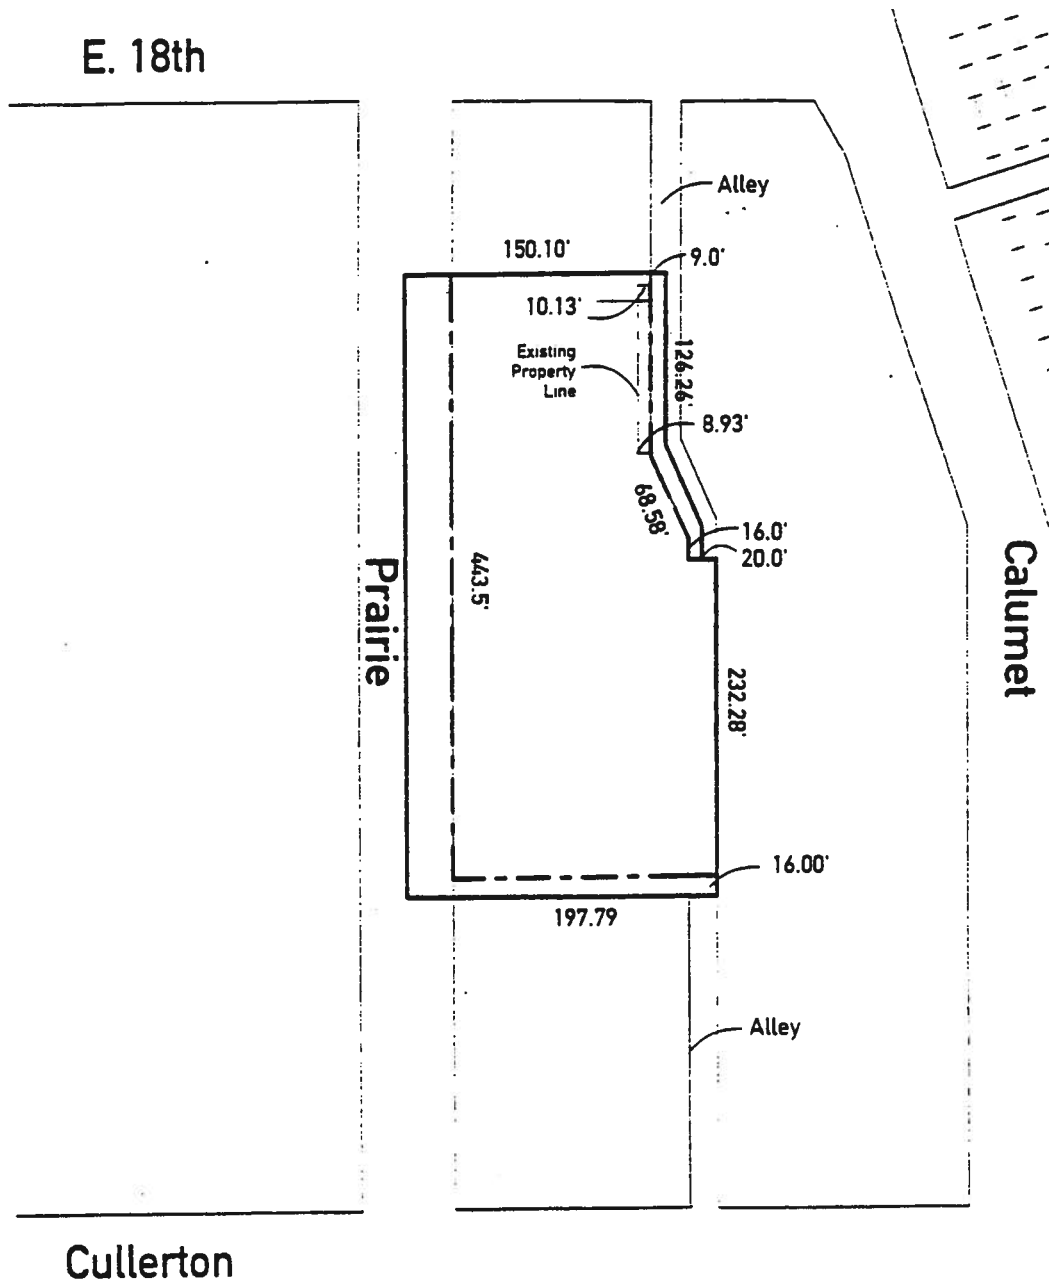 E. 18th
Alley
150.10'
9.0'
10.13'
Existing
Property
Line
126.26'
8.93'
68.58'
16.0'
20.0'
Prairie
443.5'
Calumet
232.28'
16.00'
197.79
Alley
Cullerton